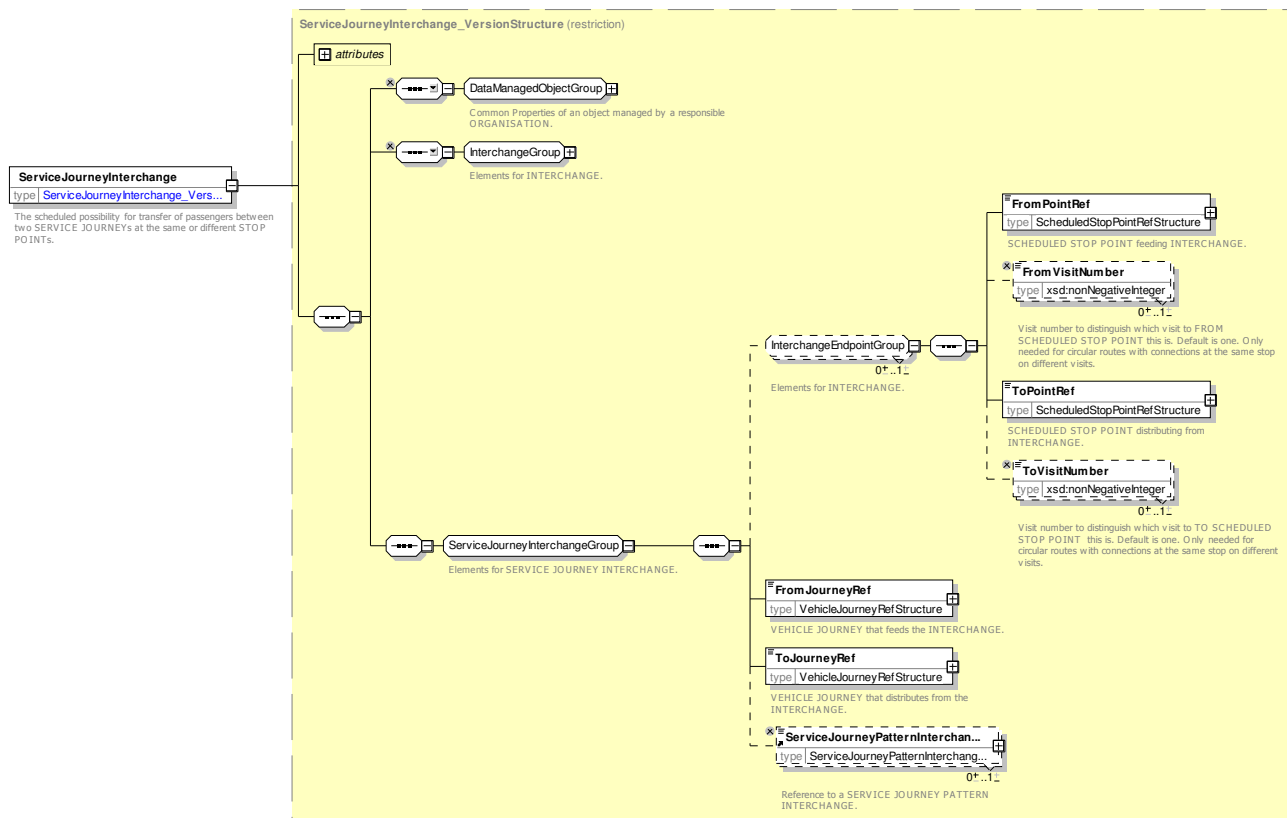 ServiceJourneyInterchange_VersionStructure (restriction)
attributes
DataManagedObjectGroup
Common Properties of an object managed by a responsible
ORGANISATION.
InterchangeGroup
Elements for INTERCHANGE.
ServiceJourneyInterchange
type ServiceJourneyInterchange_Vers...
The scheduled possibility for transfer of passengers between
two SERVICE JOURNEYs at the same or different STOP
POINTs.
FromPointRef
type ScheduledStopPointRefStructure
SCHEDULED STOP POINT feeding INTERCHANGE.
FromVisitNumber
type xsd:nonNegativeInteger
0..1
Visit number to distinguish which visit to FROM
SCHEDULED STOP POINT this is. Default is one. Only
needed for circular routes with connections at the same stop
on different visits.
InterchangeEndpointGroup
0..1
Elements for INTERCHANGE.
ToPointRef
type ScheduledStopPointRefStructure
SCHEDULED STOP POINT distributing from
INTERCHANGE.
ToVisitNumber
type xsd:nonNegativeInteger
0..1
Visit number to distinguish which visit to TO SCHEDULED
STOP POINT this is. Default is one. Only needed for
circular routes with connections at the same stop on different
visits.
ServiceJourneyInterchangeGroup
Elements for SERVICE JOURNEY INTERCHANGE.
FromJourneyRef
type VehicleJourneyRefStructure
VEHICLE JOURNEY that feeds the INTERCHANGE.
ToJourneyRef
type VehicleJourneyRefStructure
VEHICLE JOURNEY that distributes from the
INTERCHANGE.
ServiceJourneyPatternInterchan...
type ServiceJourneyPatternInterchang...
0..1
Reference to a SERVICE JOURNEY PATTERN
INTERCHANGE.